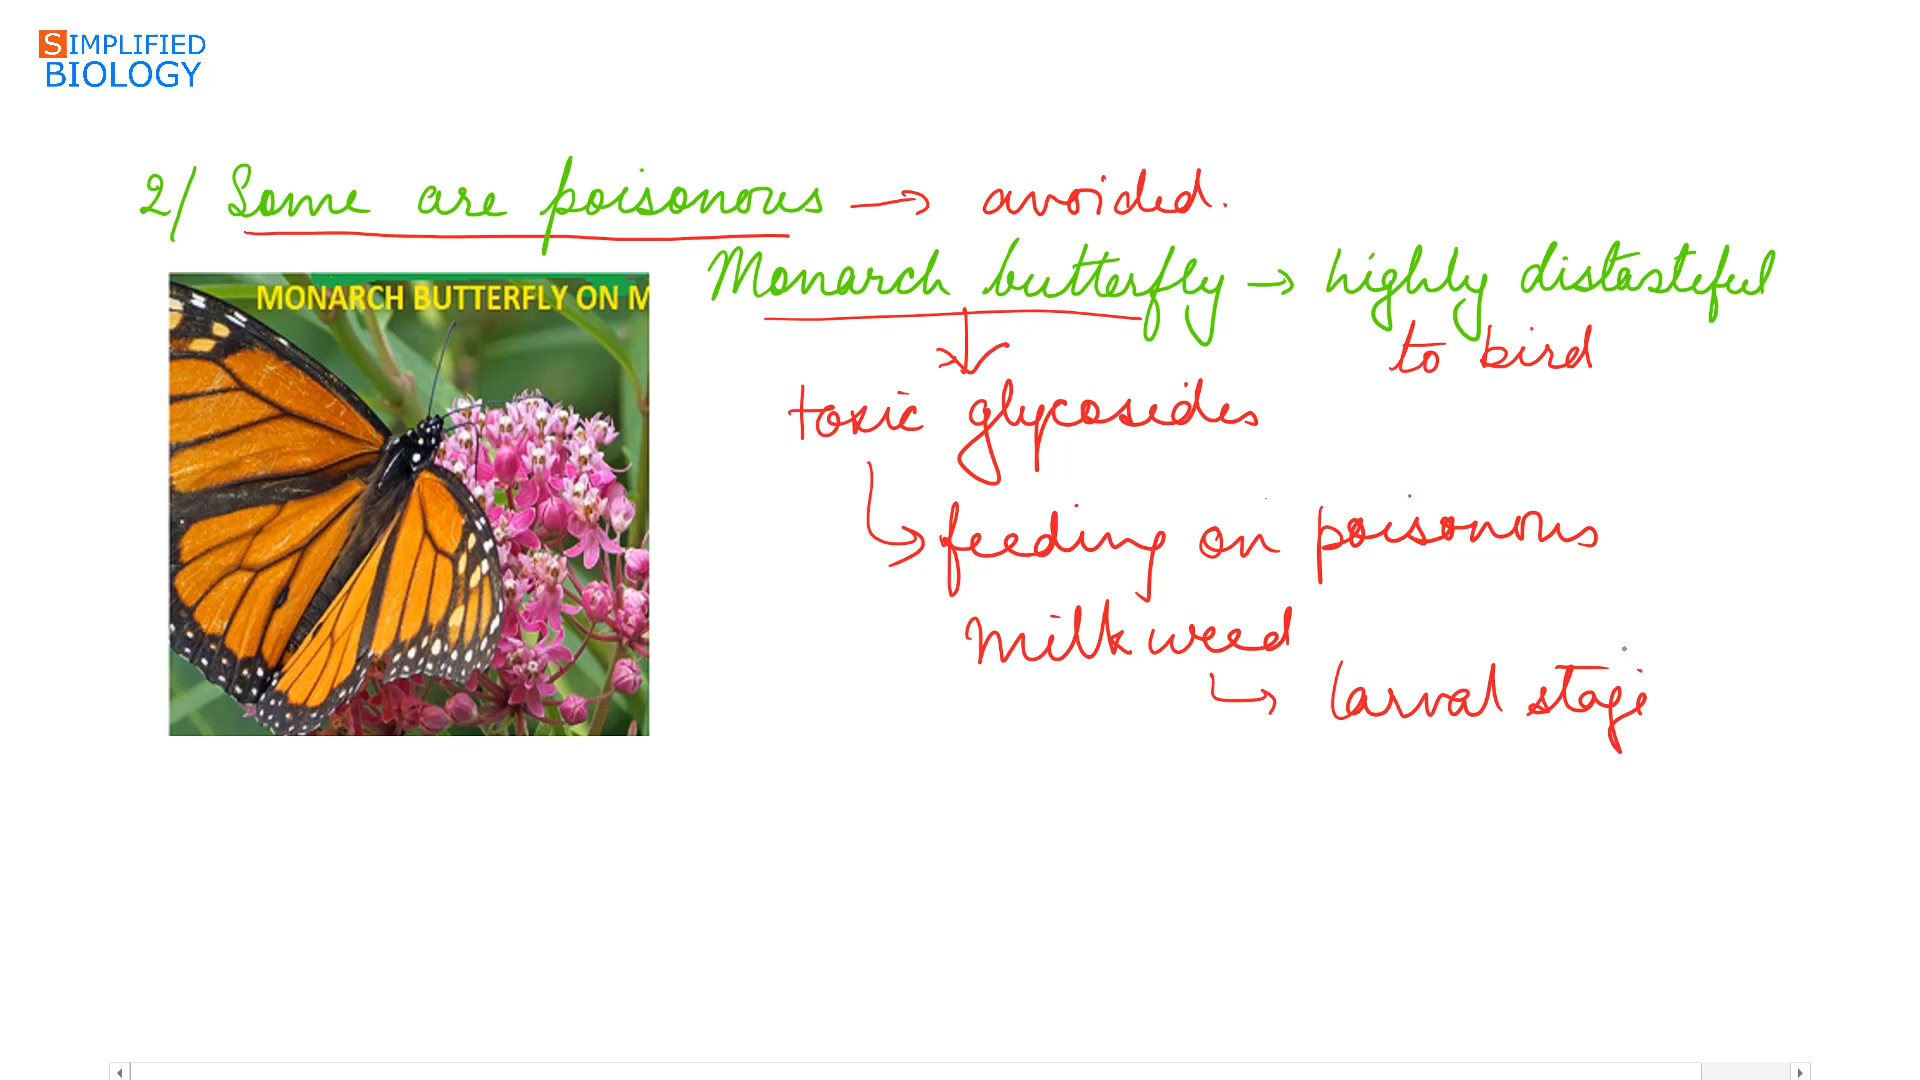 SIMPLIFIED
BIOLOGY
2/ Some are poisonous → avoided.
MONARCH BUTTERFLY ON M
Monarch butterfly → highly distasteful
to bird
toxic glycosides
feeding on poisonous
milkweed
larval stage